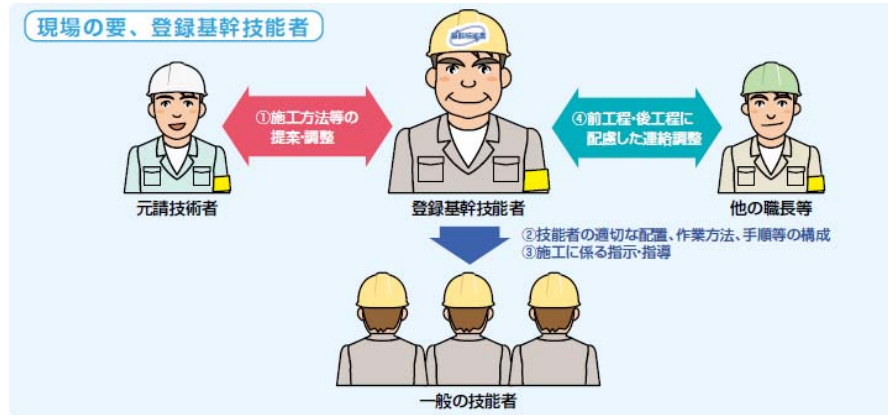 現場の要、登録基幹技能者
①施工方法等の
提案・調整
④前工程・後工程に
配慮した連絡調整
元請技術者
登録基幹技能者
他の職長等
②技能者の適切な配置、作業方法、手順等の構成
③施工に係る指示・指導
一般の技能者